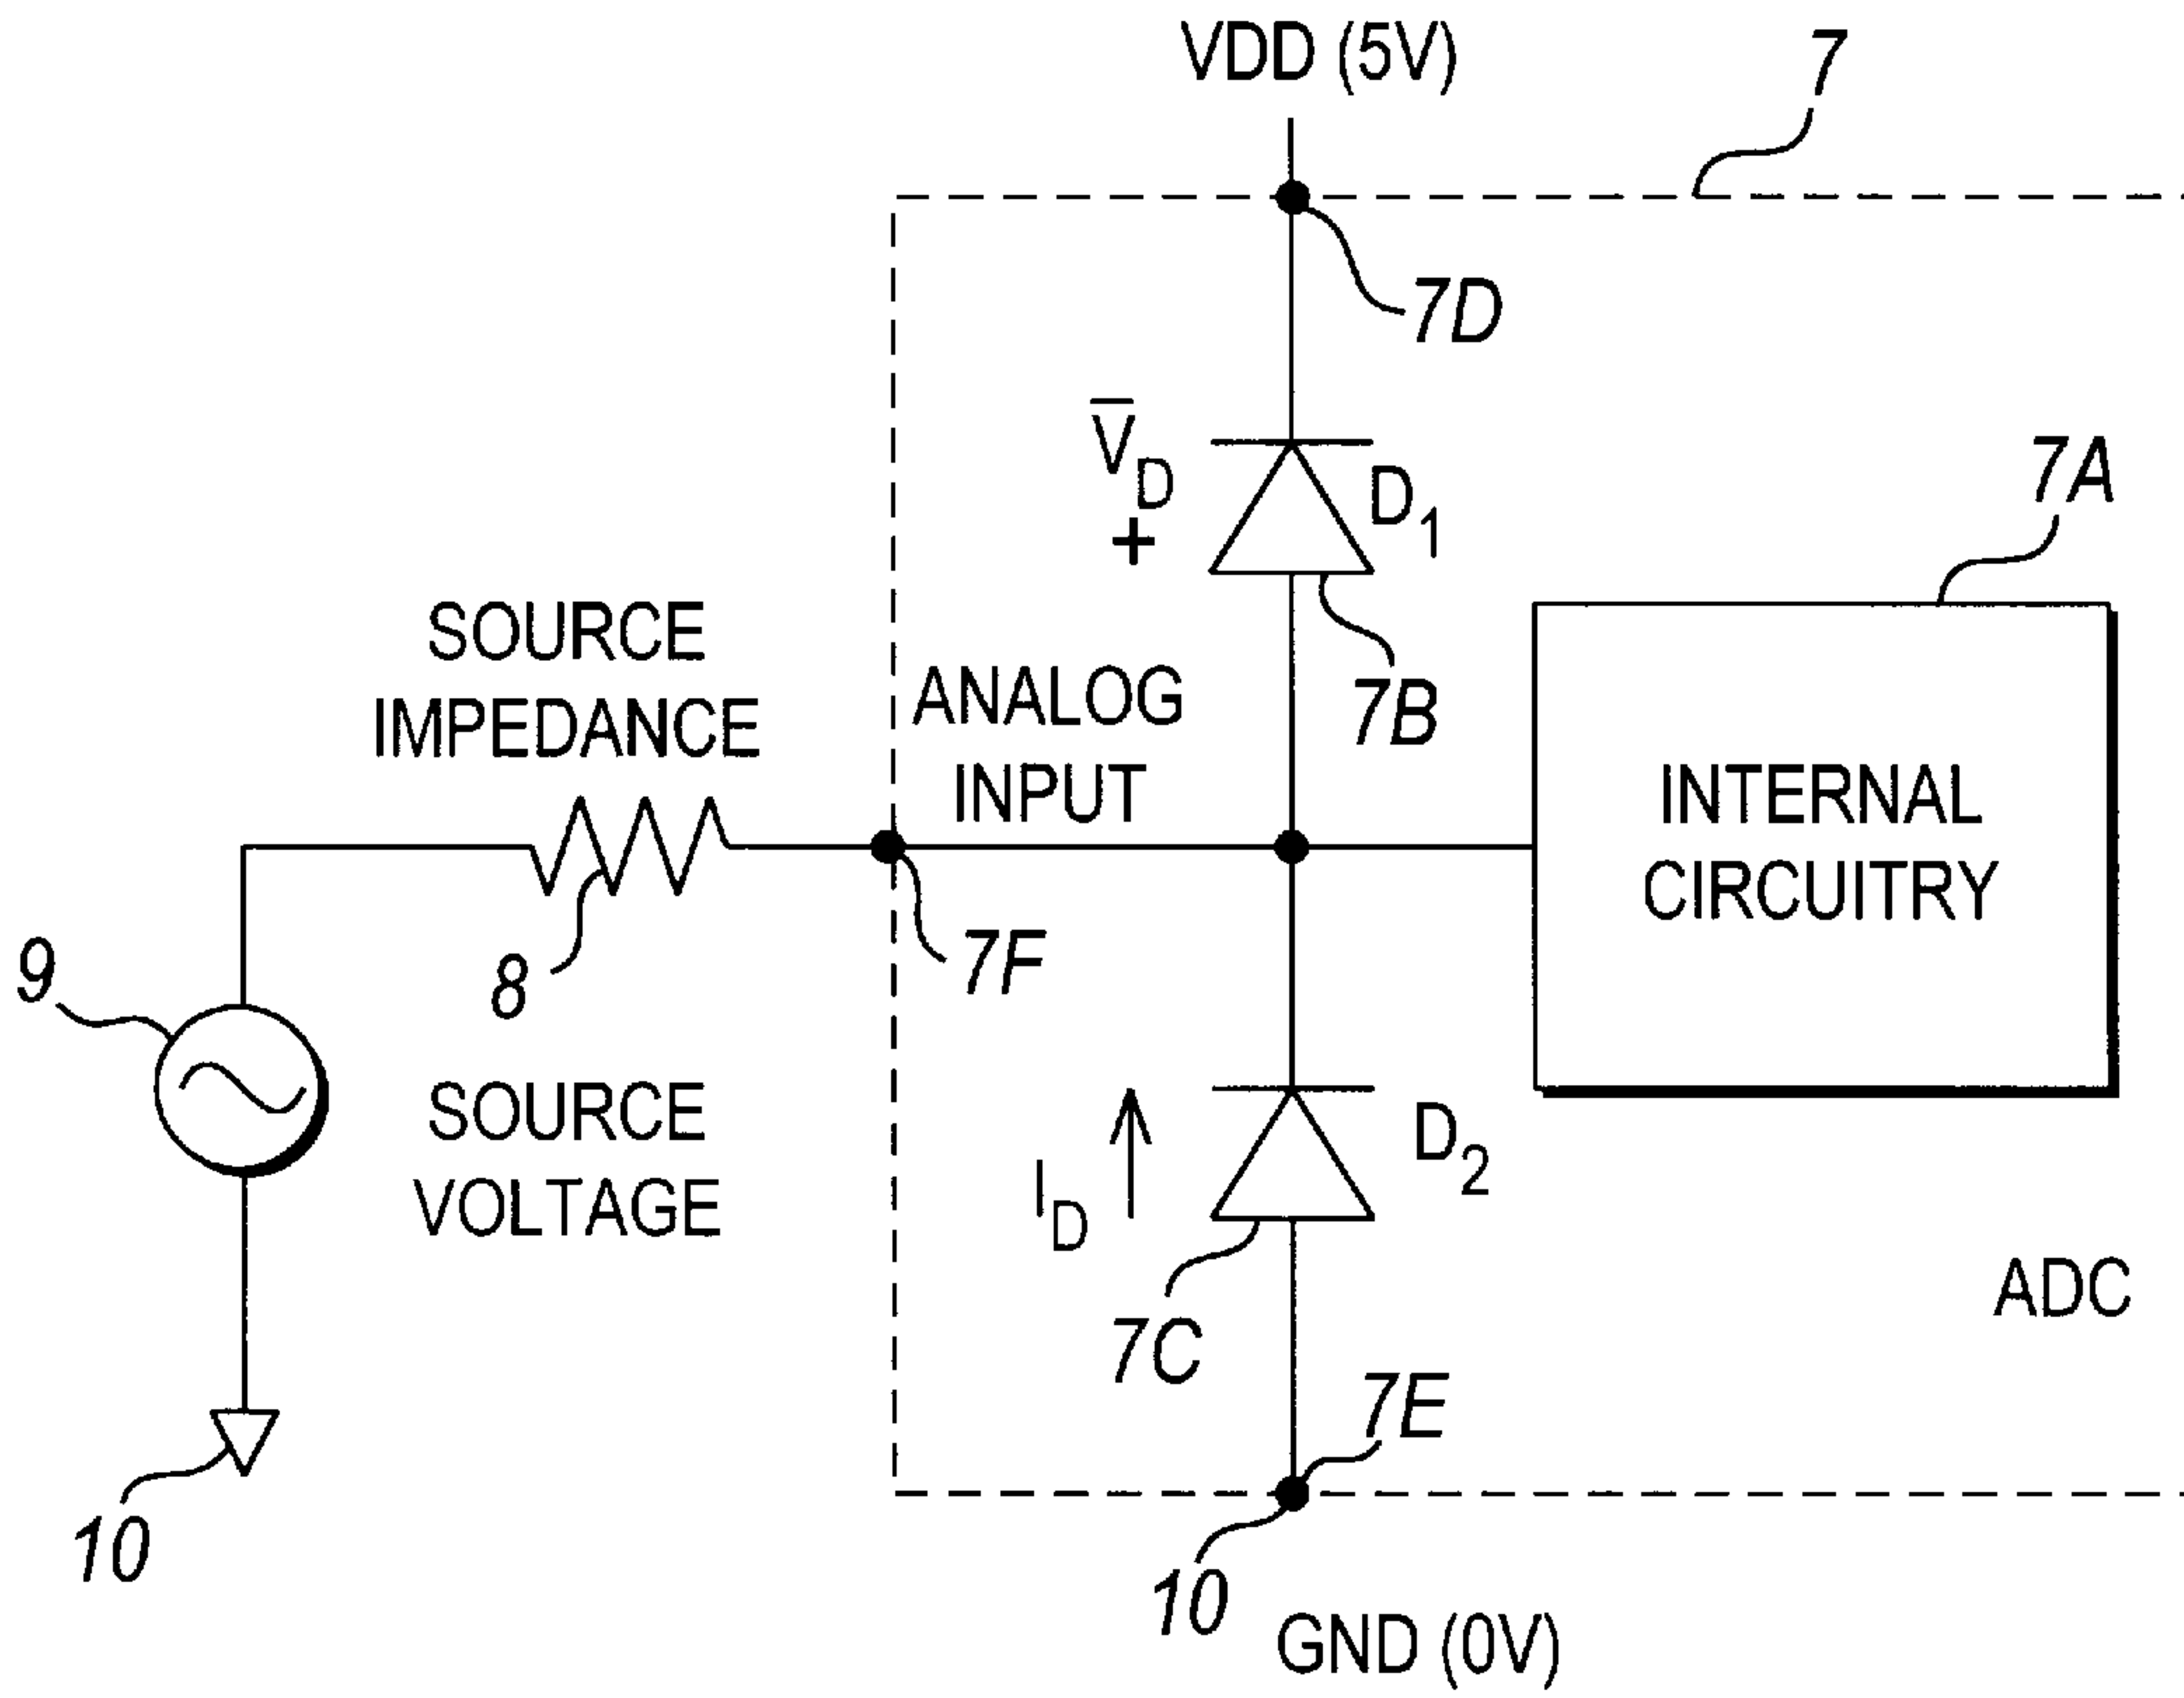 VDD (5V)
7
7D
V̅D
+
D1
7A
SOURCE
IMPEDANCE
ANALOG
INPUT
7B
INTERNAL
CIRCUITRY
9
8
7F
SOURCE
VOLTAGE
ID
D2
7C
7E
ADC
10
10
GND (0V)